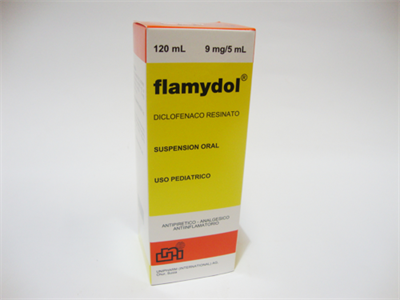 120 mL 9 mg/5 mL
flamydol®
DICLOFENACO RESINATO
SUSPENSION ORAL
USO PEDIATRICO
ANTIPIRETICO - ANALGESICO
ANTIINFLAMATORIO